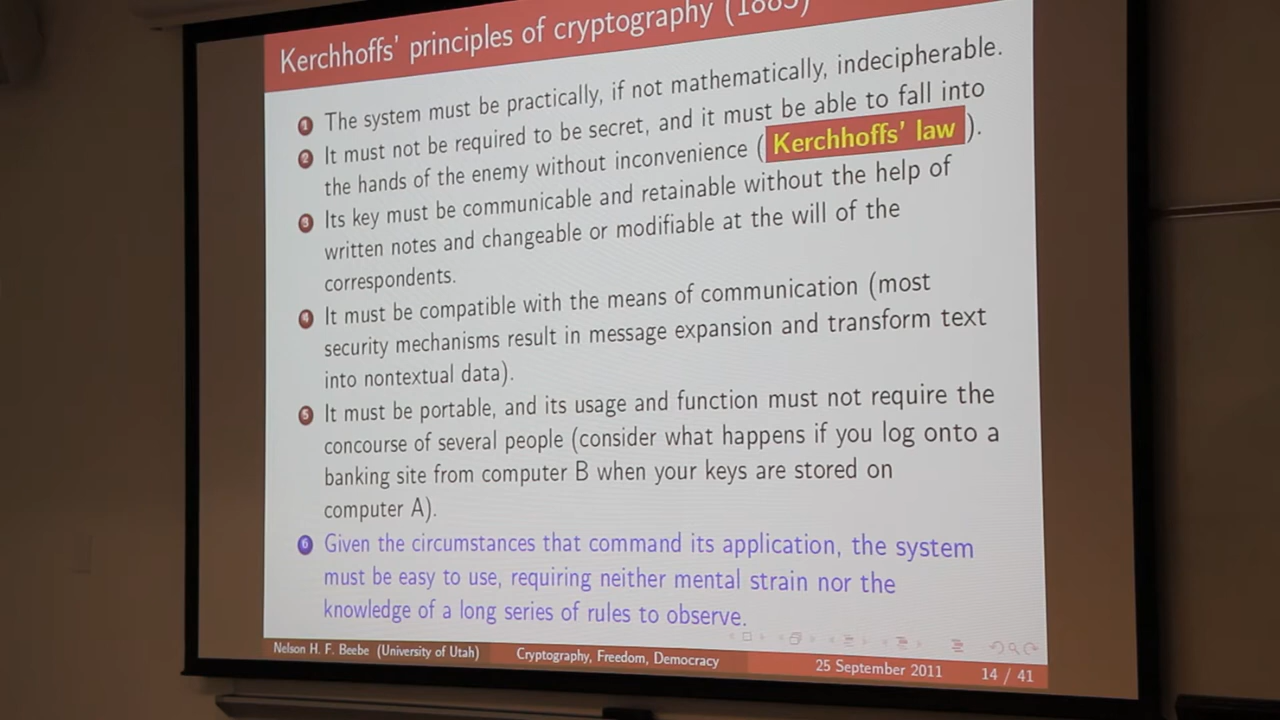 Kerchhoffs' principles of cryptography (1883)
1 The system must be practically, if not mathematically, indecipherable.
2 It must not be required to be secret, and it must be able to fall into
the hands of the enemy without inconvenience ( Kerchhoffs' law ).
3 Its key must be communicable and retainable without the help of
written notes and changeable or modifiable at the will of the
correspondents.
4 It must be compatible with the means of communication (most
security mechanisms result in message expansion and transform text
into nontextual data).
5 It must be portable, and its usage and function must not require the
concourse of several people (consider what happens if you log onto a
banking site from computer B when your keys are stored on
computer A).
6 Given the circumstances that command its application, the system
must be easy to use, requiring neither mental strain nor the
knowledge of a long series of rules to observe.
Nelson H. F. Beebe (University of Utah) Cryptography, Freedom, Democracy 25 September 2011 14 / 41